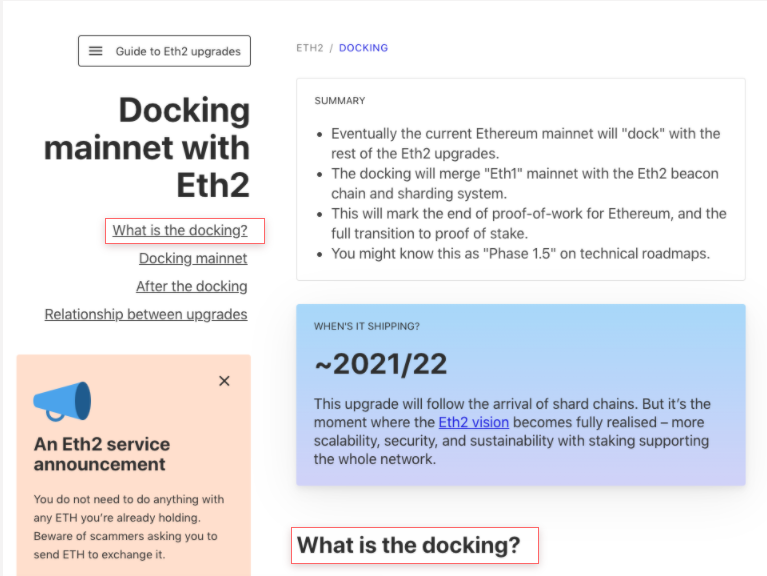 Guide to Eth2 upgrades
Docking
mainnet with
Eth2
What is the docking?
Docking mainnet
After the docking
Relationship between upgrades
An Eth2 service
announcement
You do not need to do anything with
any ETH you're already holding.
Beware of scammers asking you to
send ETH to exchange it.
ETH2 / DOCKING
SUMMARY
Eventually the current Ethereum mainnet will "dock" with the
rest of the Eth2 upgrades.
The docking will merge "Eth1" mainnet with the Eth2 beacon
chain and sharding system.
This will mark the end of proof-of-work for Ethereum, and the
full transition to proof of stake.
You might know this as "Phase 1.5" on technical roadmaps.
WHEN'S IT SHIPPING?
~2021/22
This upgrade will follow the arrival of shard chains. But it's the
moment where the Eth2 vision becomes fully realised – more
scalability, security, and sustainability with staking supporting
the whole network.
What is the docking?